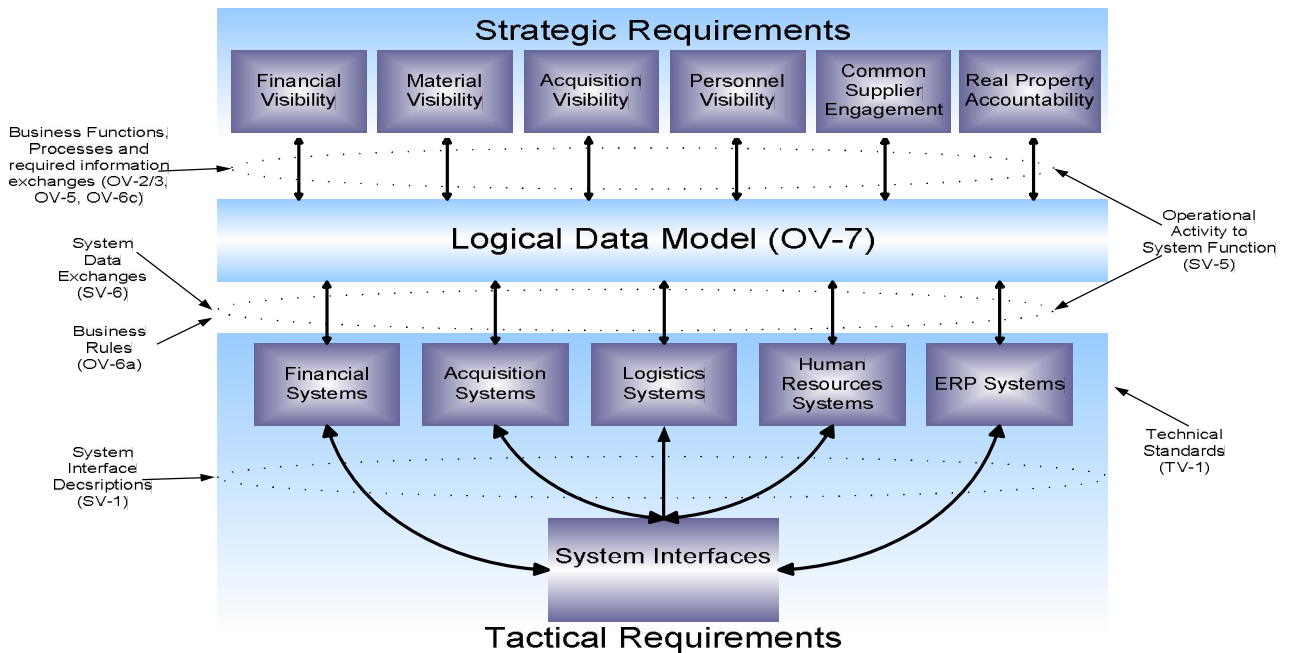 Strategic Requirements
Financial
Visibility
Material
Visibility
Acquisition
Visibility
Personnel
Visibility
Common
Supplier
Engagement
Real Property
Accountability
Business Functions,
Processes and
required information
exchanges (OV-2/3,
OV-5, OV-6c)
Logical Data Model (OV-7)
Operational
Activity to
System Function
(SV-5)
System
Data
Exchanges
(SV-6)
Business
Rules
(OV-6a)
Financial
Systems
Acquisition
Systems
Logistics
Systems
Human
Resources
Systems
ERP Systems
Technical
Standards
(TV-1)
System
Interface
Decsriptions
(SV-1)
System Interfaces
Tactical Requirements